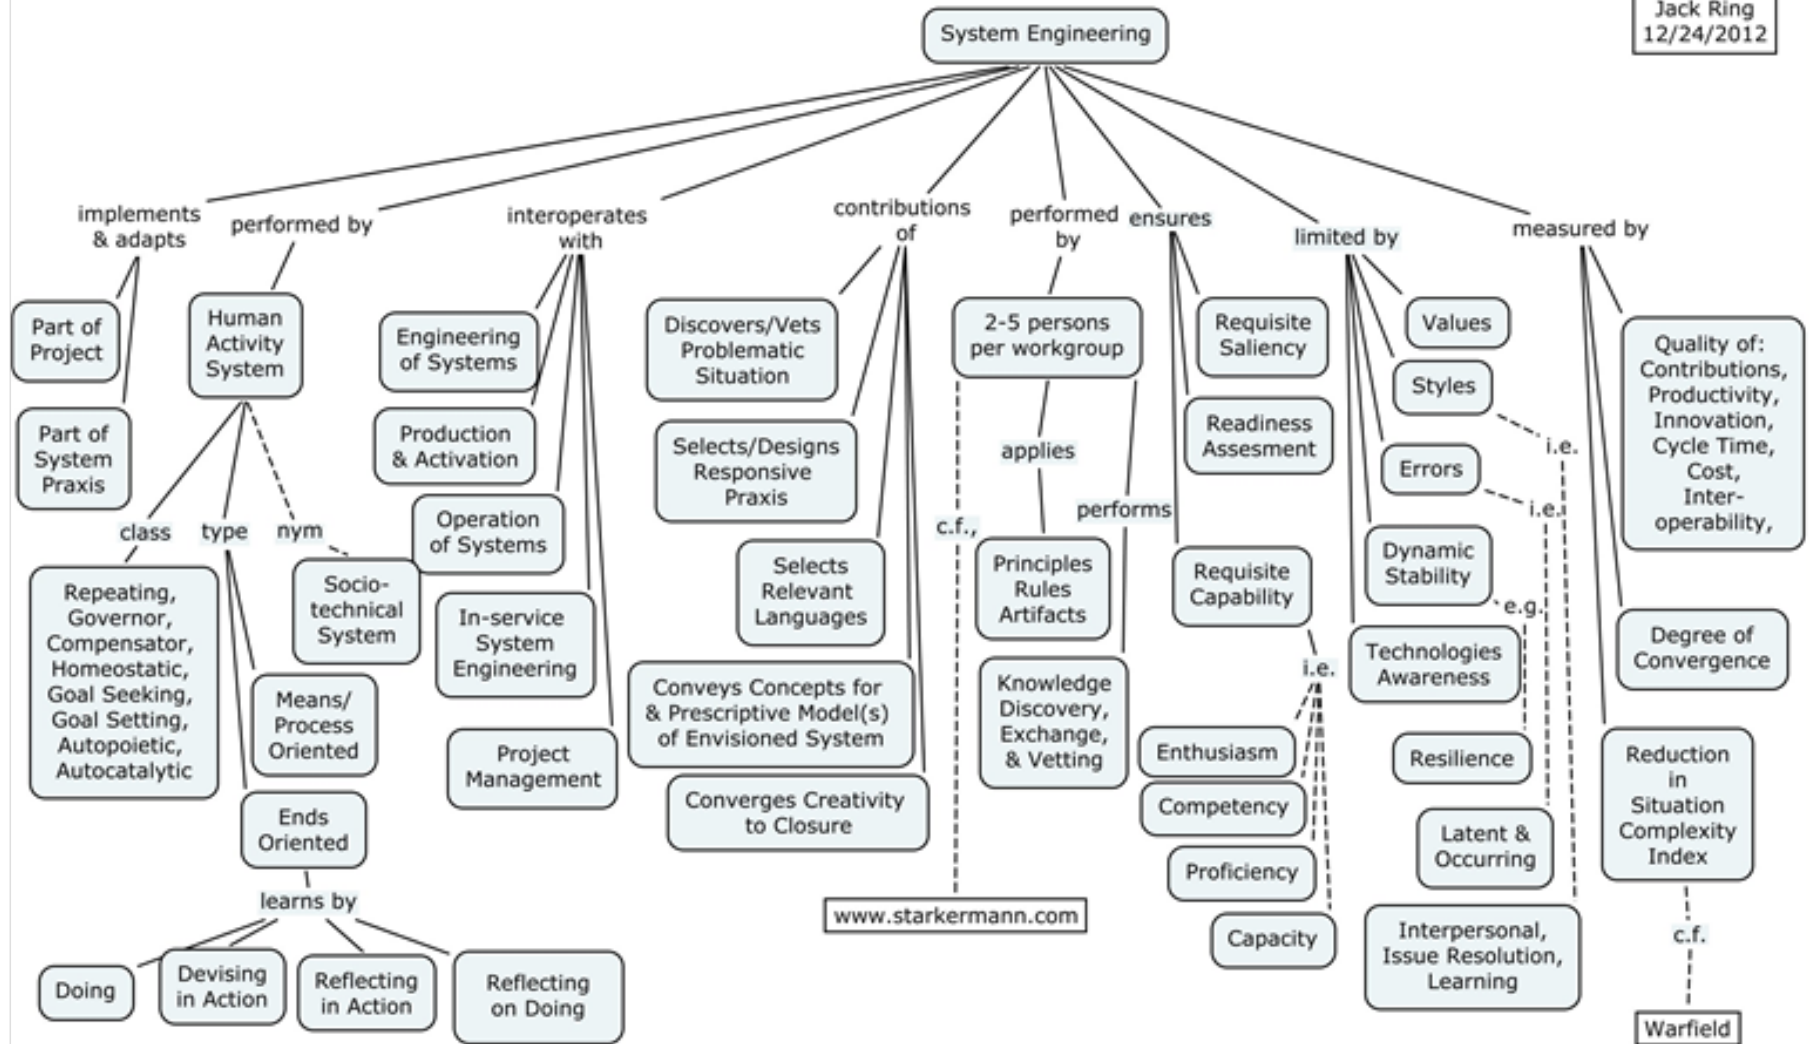 Jack Ring
12/24/2012
System Engineering
implements
& adapts
performed by
interoperates
with
contributions
of
performed
by
ensures
limited by
measured by
Part of
Project
Part of
System
Praxis
Human
Activity
System
class
type
nym
Repeating,
Governor,
Compensator,
Homeostatic,
Goal Seeking,
Goal Setting,
Autopoietic,
Autocatalytic
Socio-
technical
System
Means/
Process
Oriented
Ends
Oriented
learns by
Doing
Devising
in Action
Reflecting
in Action
Reflecting
on Doing
Engineering
of Systems
Production
& Activation
Operation
of Systems
In-service
System
Engineering
Project
Management
Discovers/Vets
Problematic
Situation
Selects/Designs
Responsive
Praxis
Selects
Relevant
Languages
Conveys Concepts for
& Prescriptive Model(s)
of Envisioned System
Converges Creativity
to Closure
2-5 persons
per workgroup
applies
performs
c.f.,
Principles
Rules
Artifacts
Knowledge
Discovery,
Exchange,
& Vetting
www.starkermann.com
Requisite
Saliency
Readiness
Assesment
Requisite
Capability
i.e.
Enthusiasm
Competency
Proficiency
Capacity
Values
Styles
i.e.
Errors
i.e.
Dynamic
Stability
e.g.
Technologies
Awareness
Resilience
Latent &
Occurring
Interpersonal,
Issue Resolution,
Learning
Quality of:
Contributions,
Productivity,
Innovation,
Cycle Time,
Cost,
Inter-
operability,
Degree of
Convergence
Reduction
in
Situation
Complexity
Index
c.f.
Warfield